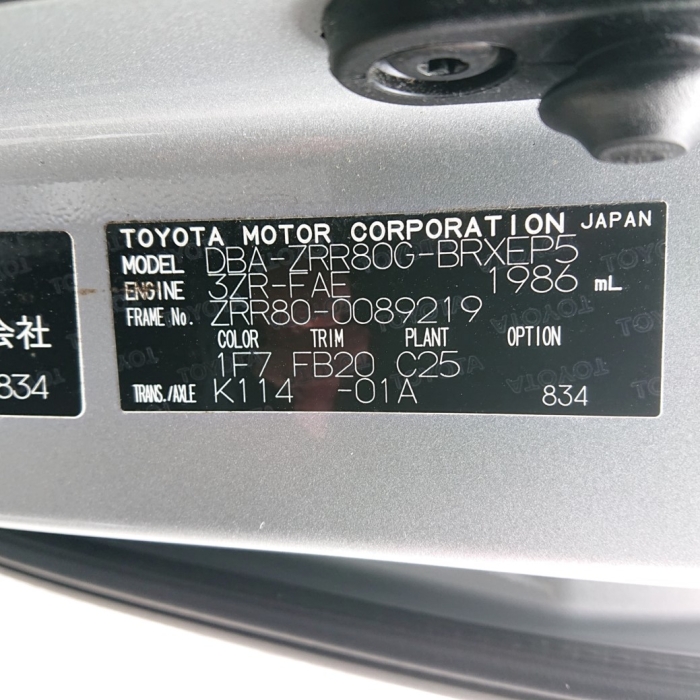 TOYOTA MOTOR CORPORATION JAPAN
MODEL DBA-ZRR80G-BRXEP5
ENGINE 3ZR-FAE 1986 mL
FRAME No. ZRR80-0089219
COLOR TRIM PLANT OPTION
1F7 FB20 C25
TRANS./AXLE K114 -01A 834
会社
834